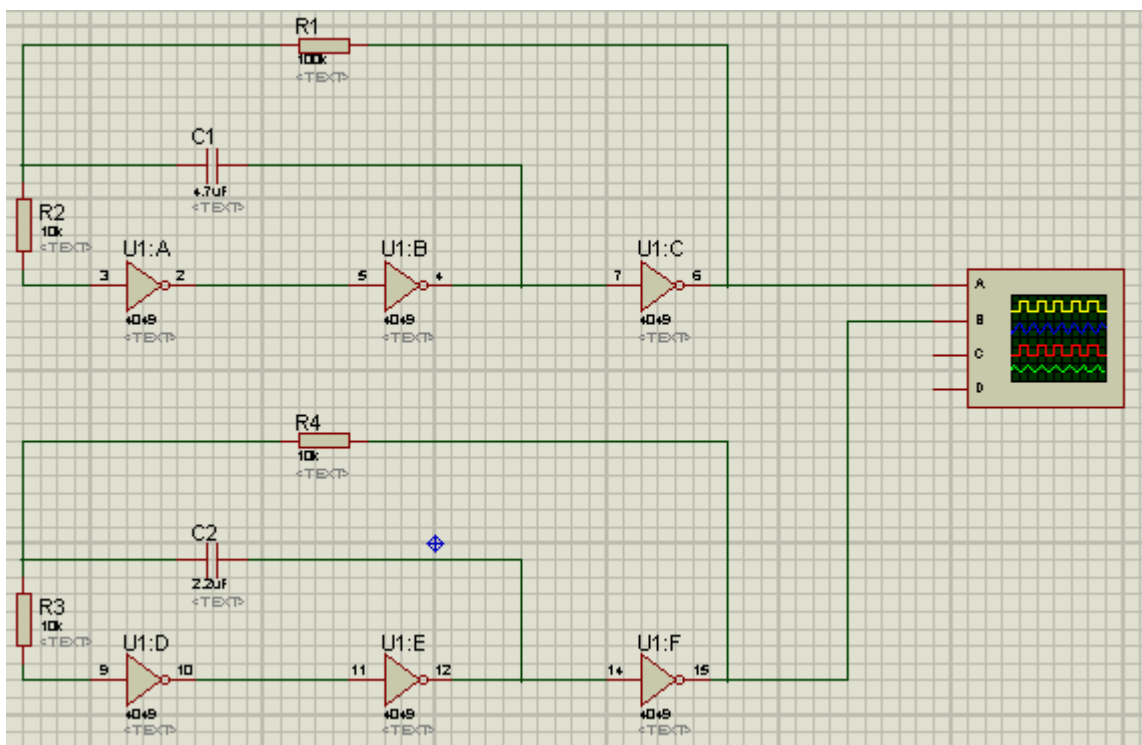 R1
100k
<TEXT>
C1
4.7uF
<TEXT>
R2
10k
<TEXT>
U1:A
3 2
4049
<TEXT>
U1:B
5 4
4049
<TEXT>
U1:C
7 6
4049
<TEXT>
A
B
C
D
R4
10k
<TEXT>
C2
2.2uF
<TEXT>
R3
10k
<TEXT>
U1:D
9 10
4049
<TEXT>
U1:E
11 12
4049
<TEXT>
U1:F
14 15
4049
<TEXT>